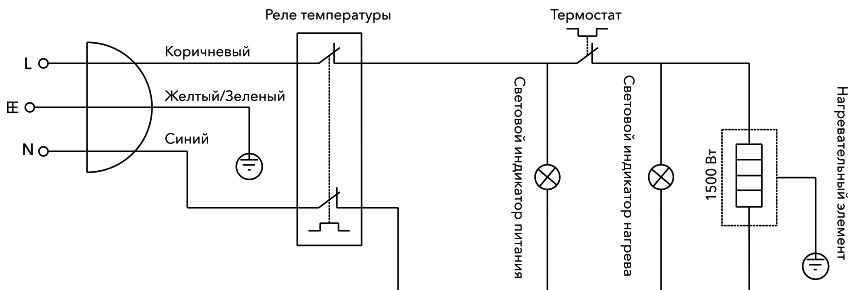 Реле температуры
Термостат
L
Коричневый
Желтый/Зеленый
N
Синий
Световой индикатор питания
Световой индикатор нагрева
1500 Вт
Нагревательный элемент